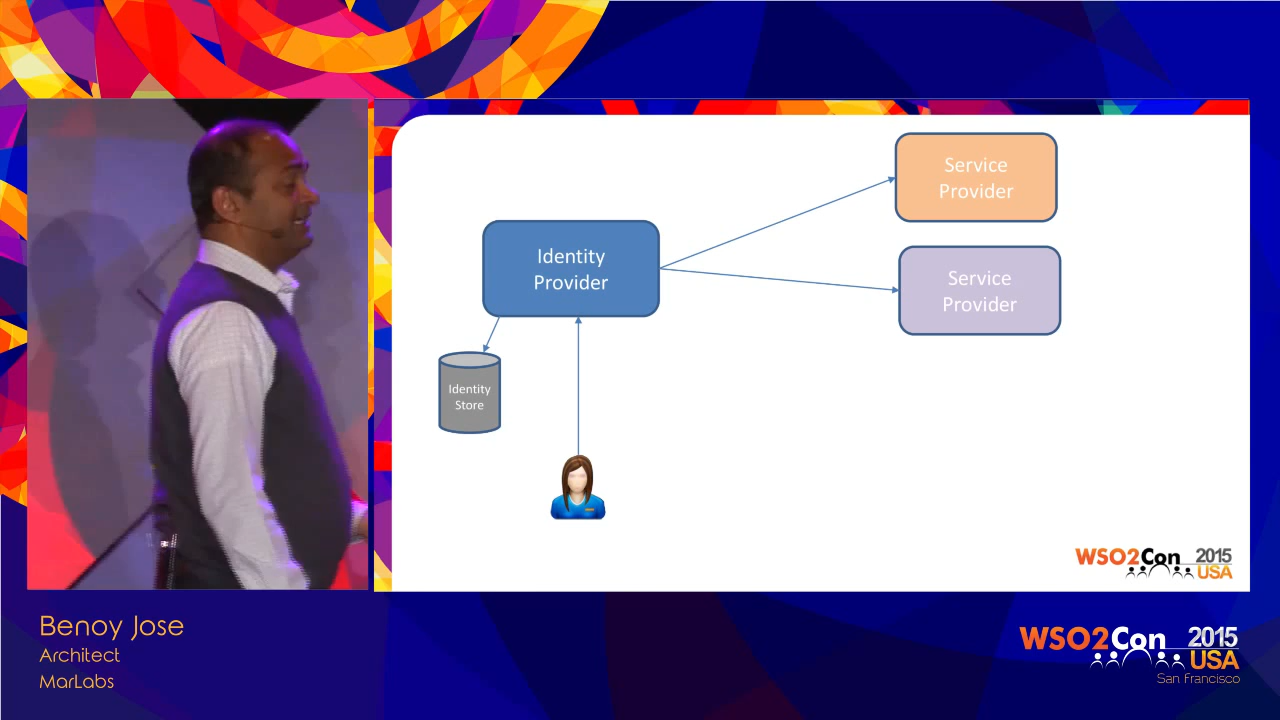 Service
Provider
Identity
Provider
Service
Provider
Identity
Store
WSO2Con 2015
USA
Benoy Jose
Architect
MarLabs
WSO2Con 2015
USA
San Francisco